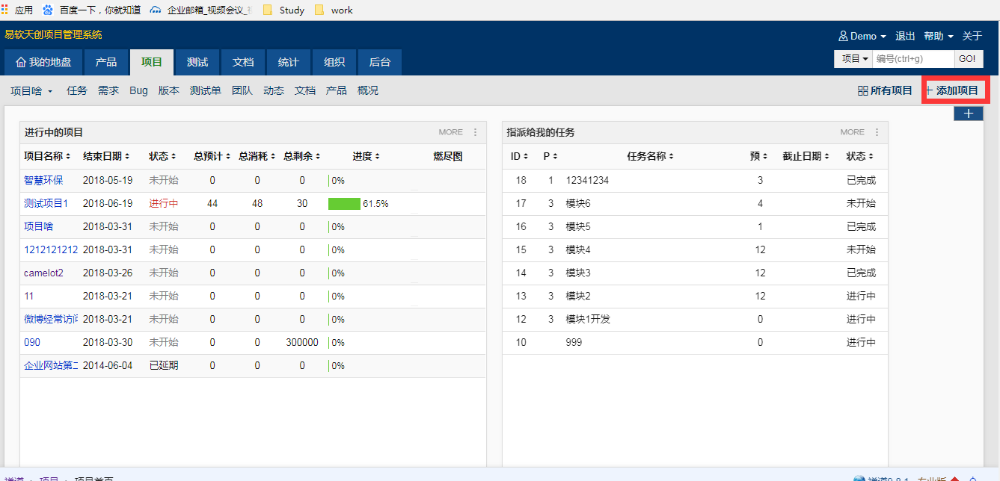 应用 百度一下，你就知道 企业邮箱_视频会议_ Study work
易软天创项目管理系统
Demo 退出 帮助 关于
我的地盘 产品 项目 测试 文档 统计 组织 后台
项目 编号(ctrl+g) GO!
项目啥 任务 需求 Bug 版本 测试单 团队 动态 文档 产品 概况 所有项目 + 添加项目
+
进行中的项目 MORE
项目名称 结束日期 状态 总预计 总消耗 总剩余 进度 燃尽图
智慧环保 2018-05-19 未开始 0 0 0 0%
测试项目1 2018-06-19 进行中 44 48 30 61.5%
项目啥 2018-03-31 未开始 0 0 0 0%
1212121212 2018-03-31 未开始 0 0 0 0%
camelot2 2018-03-26 未开始 0 0 0 0%
11 2018-03-21 未开始 0 0 0 0%
微博经常访问 2018-03-21 未开始 0 0 0 0%
090 2018-03-30 未开始 0 0 300000 0%
企业网站第二 2014-06-04 已延期 0 0 0 0%
指派给我的任务 MORE
ID P 任务名称 预 截止日期 状态
18 1 12341234 3 已完成
17 3 模块6 4 未开始
16 3 模块5 1 已完成
15 3 模块4 12 未开始
14 3 模块3 12 已完成
13 3 模块2 12 进行中
12 3 模块1开发 0 进行中
10 999 0 进行中
禅道 项目 项目首页
禅道9.8.1 专业版